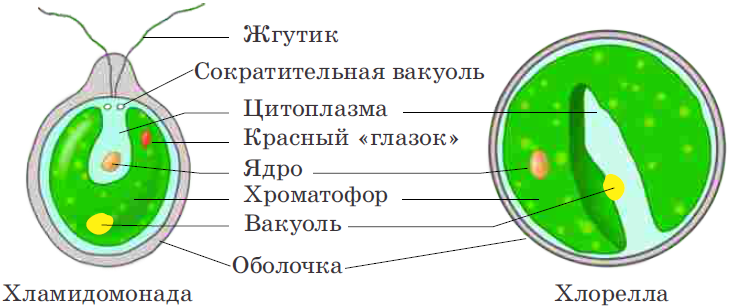 Жгутик
Сократительная вакуоль
Цитоплазма
Красный «глазок»
Ядро
Хроматофор
Вакуоль
Оболочка
Хламидомонада
Хлорелла